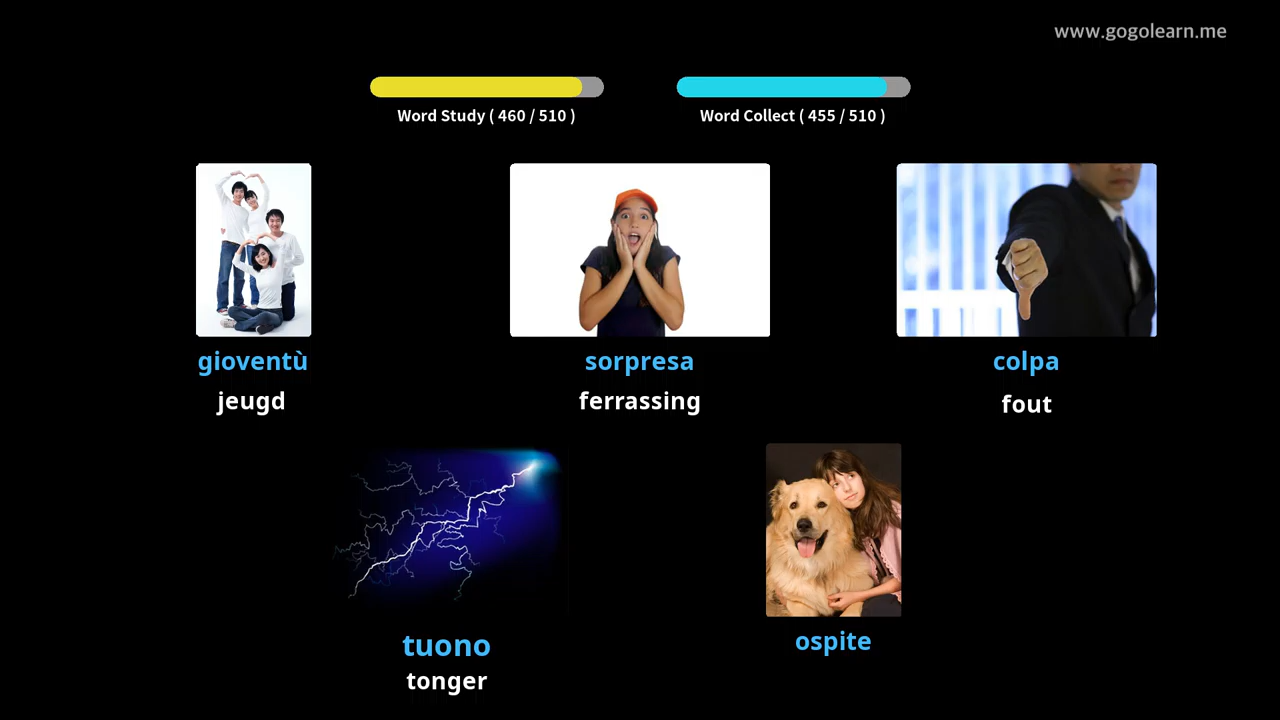 www.gogolearn.me
Word Study ( 460 / 510 )
Word Collect ( 455 / 510 )
gioventù
sorpresa
colpa
jeugd
ferrassing
fout
tuono
ospite
tonger